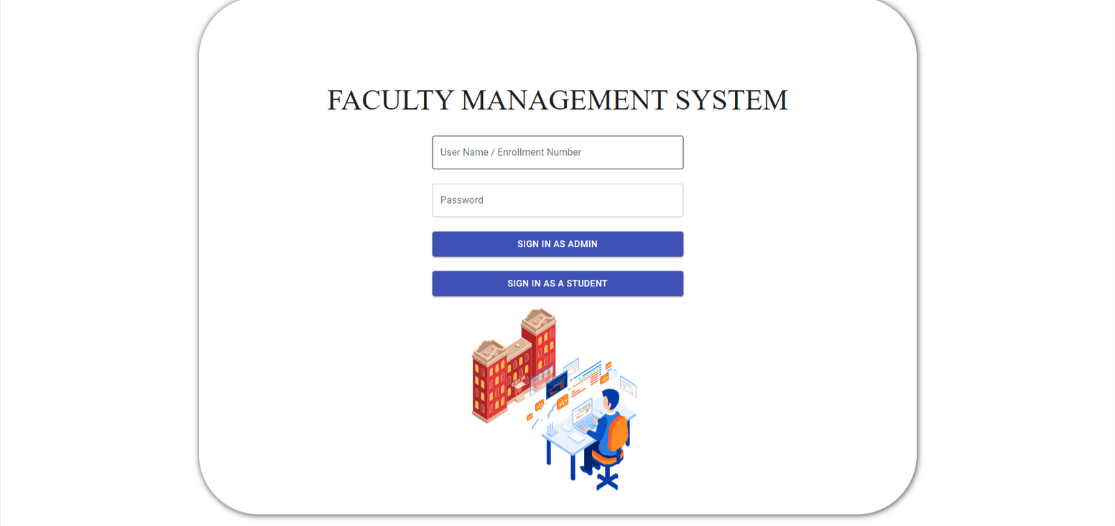 FACULTY MANAGEMENT SYSTEM
User Name / Enrollment Number
Password
SIGN IN AS ADMIN
SIGN IN AS A STUDENT